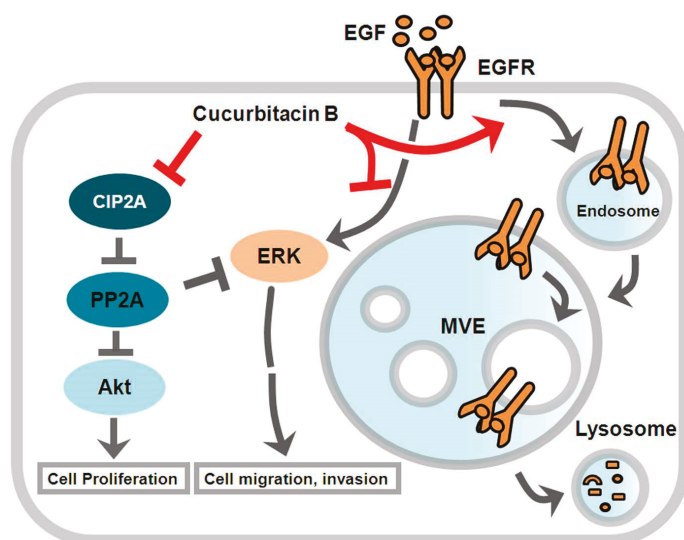 EGF
EGFR
Cucurbitacin B
CIP2A
Endosome
ERK
PP2A
MVE
Akt
Lysosome
Cell Proliferation
Cell migration, invasion